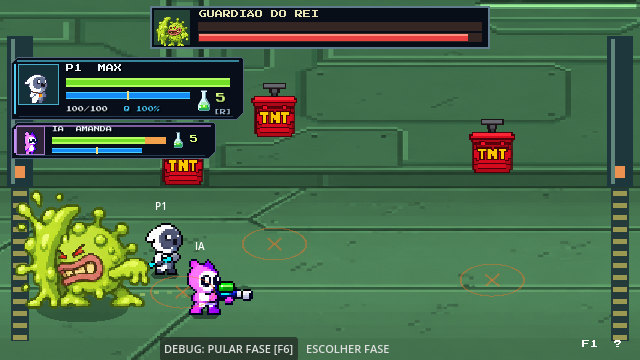 GUARDIÃO DO REI
P1 MAX
100/100 Q 100%
5
[R]
IA AMANDA
5
TNT
TNT
TNT
P1
IA
DEBUG: PULAR FASE [F6]
ESCOLHER FASE
F1 ?